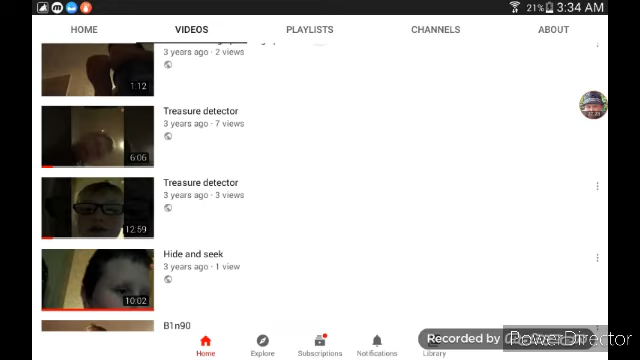 21% 3:34 AM
HOME VIDEOS PLAYLISTS CHANNELS ABOUT
3 years ago · 2 views
1:12
Treasure detector
3 years ago · 7 views
6:06
Treasure detector
3 years ago · 3 views
12:59
Hide and seek
3 years ago · 1 view
10:02
B1n90
Recorded by
PowerDirector
Home Explore Subscriptions Notifications Library